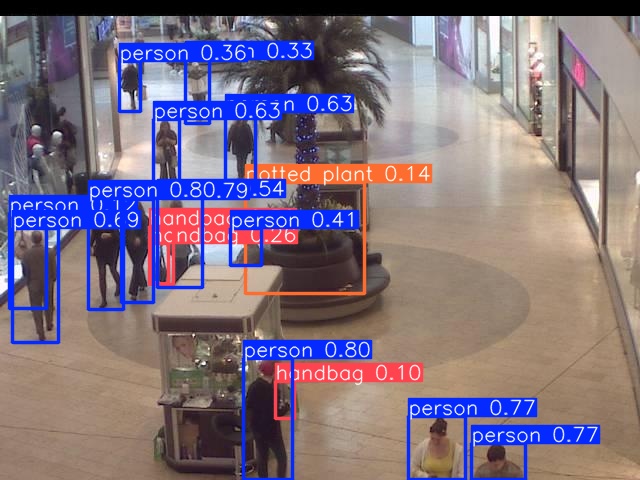 person 0.36
0.33
person 0.63
n 0.63
potted plant 0.14
person 0.80
.79
.54
person 0.12
person 0.69
handbag
person 0.41
handbag 0.26
person 0.80
handbag 0.10
person 0.77
person 0.77